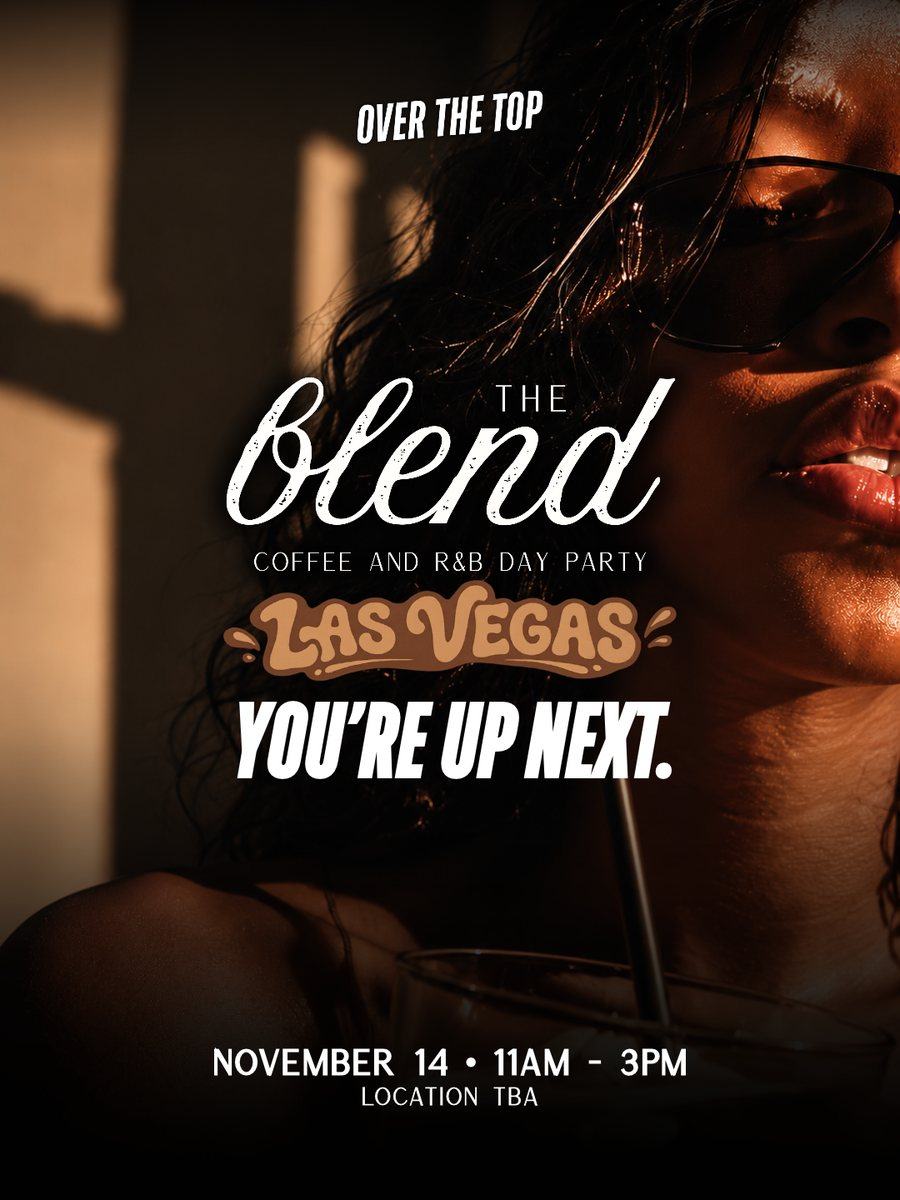 OVER THE TOP
THE
blend
COFFEE AND R&B DAY PARTY
LAS VEGAS
YOU'RE UP NEXT.
NOVEMBER 14 • 11AM - 3PM
LOCATION TBA